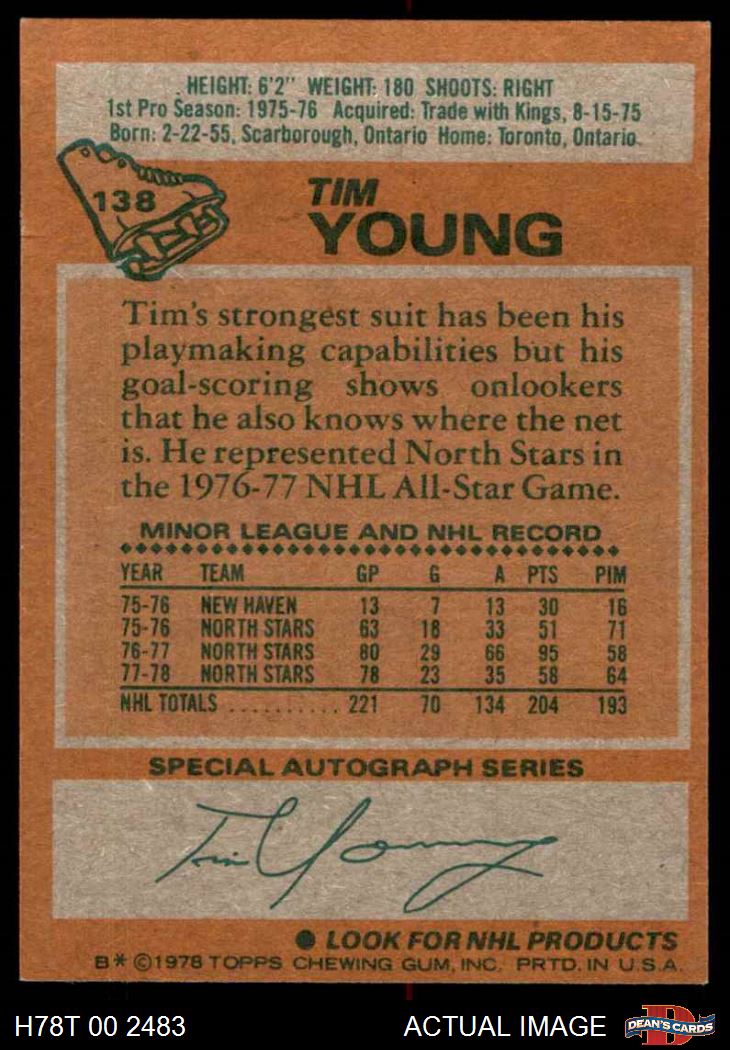 HEIGHT: 6'2" WEIGHT: 180 SHOOTS: RIGHT
1st Pro Season: 1975-76 Acquired: Trade with Kings, 8-15-75
Born: 2-22-55, Scarborough, Ontario Home: Toronto, Ontario
138
TIM
YOUNG
Tim's strongest suit has been his
playmaking capabilities but his
goal-scoring shows onlookers
that he also knows where the net
is. He represented North Stars in
the 1976-77 NHL All-Star Game.
MINOR LEAGUE AND NHL RECORD
YEAR TEAM GP G A PTS PIM
75-76 NEW HAVEN 13 7 13 30 16
75-76 NORTH STARS 63 18 33 51 71
76-77 NORTH STARS 80 29 66 95 58
77-78 NORTH STARS 78 23 35 58 64
NHL TOTALS .......... 221 70 134 204 193
SPECIAL AUTOGRAPH SERIES
Tim Young
● LOOK FOR NHL PRODUCTS
B* ©1978 TOPPS CHEWING GUM, INC. PRTD. IN U.S.A.
H78T 00 2483 ACTUAL IMAGE D DEAN'S CARDS